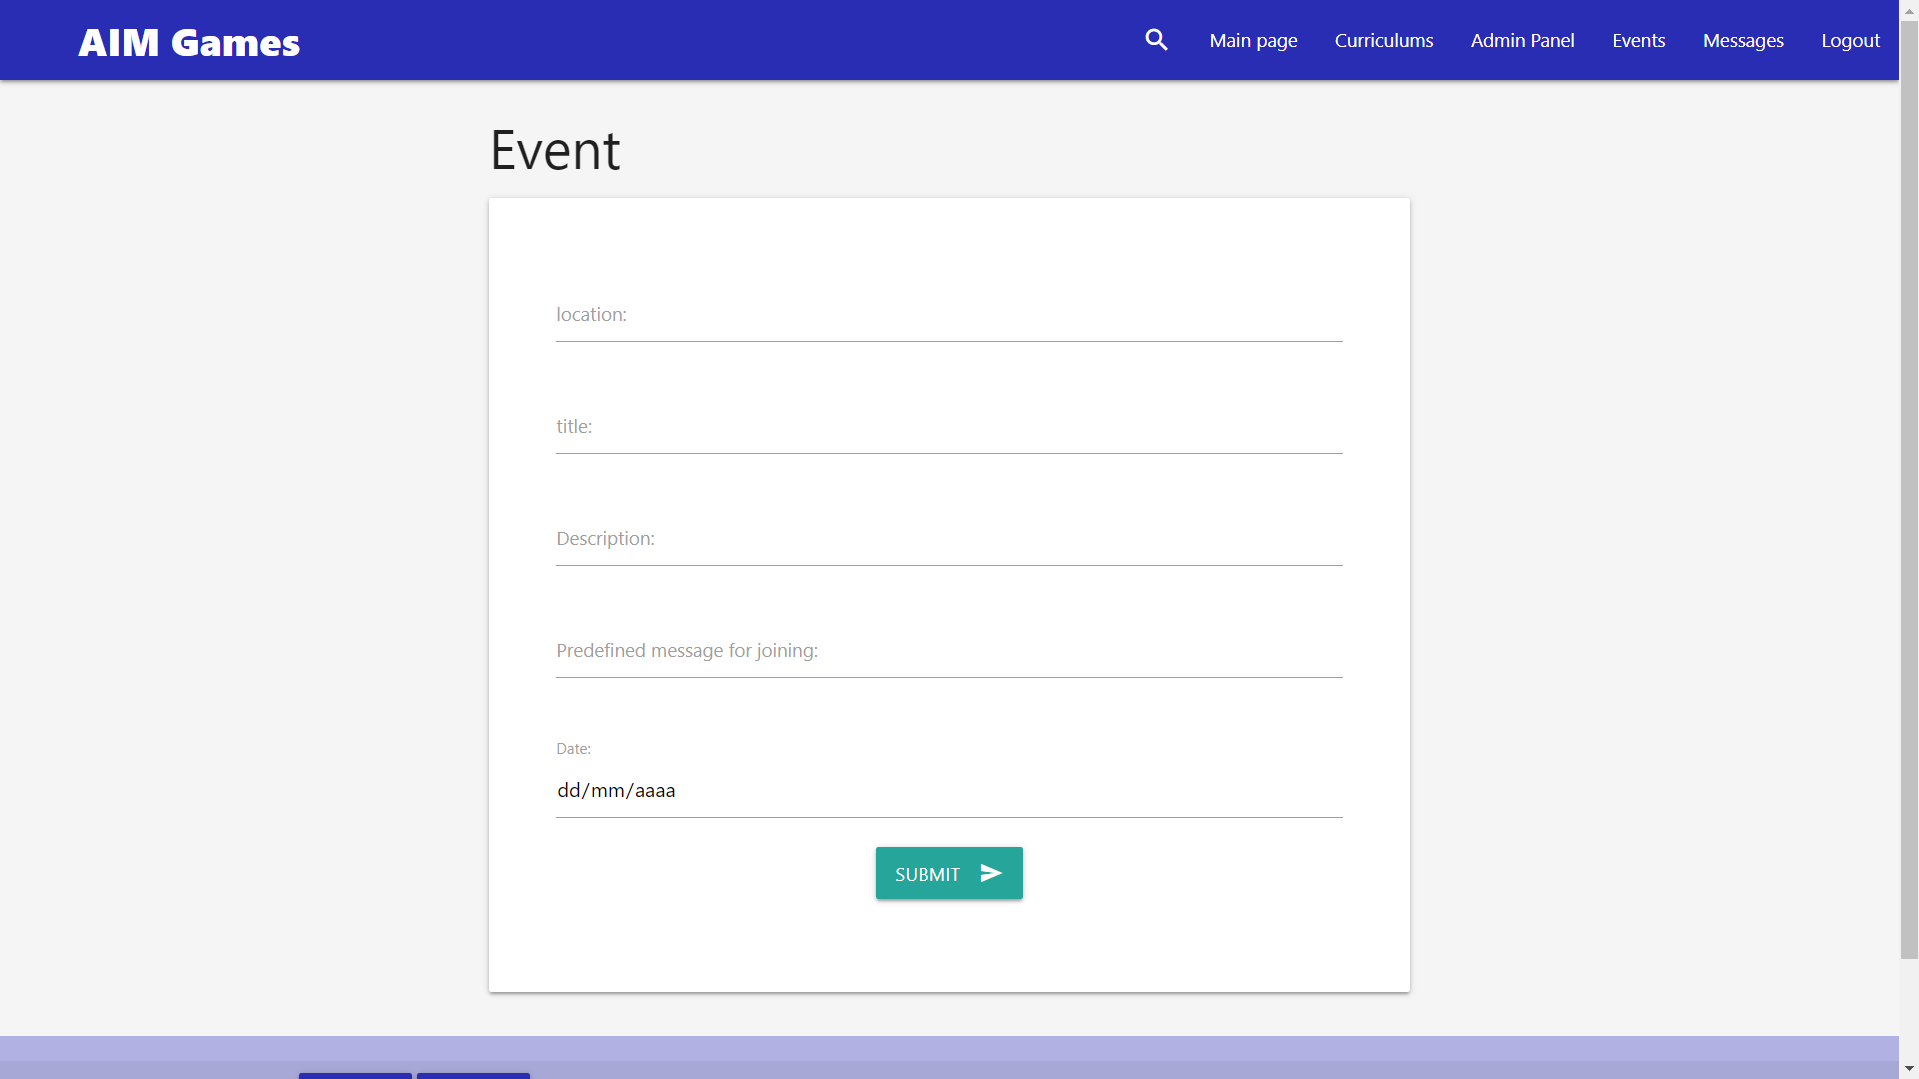 AIM Games
Main page
Curriculums
Admin Panel
Events
Messages
Logout
Event
location:
title:
Description:
Predefined message for joining:
Date:
dd/mm/aaaa
SUBMIT